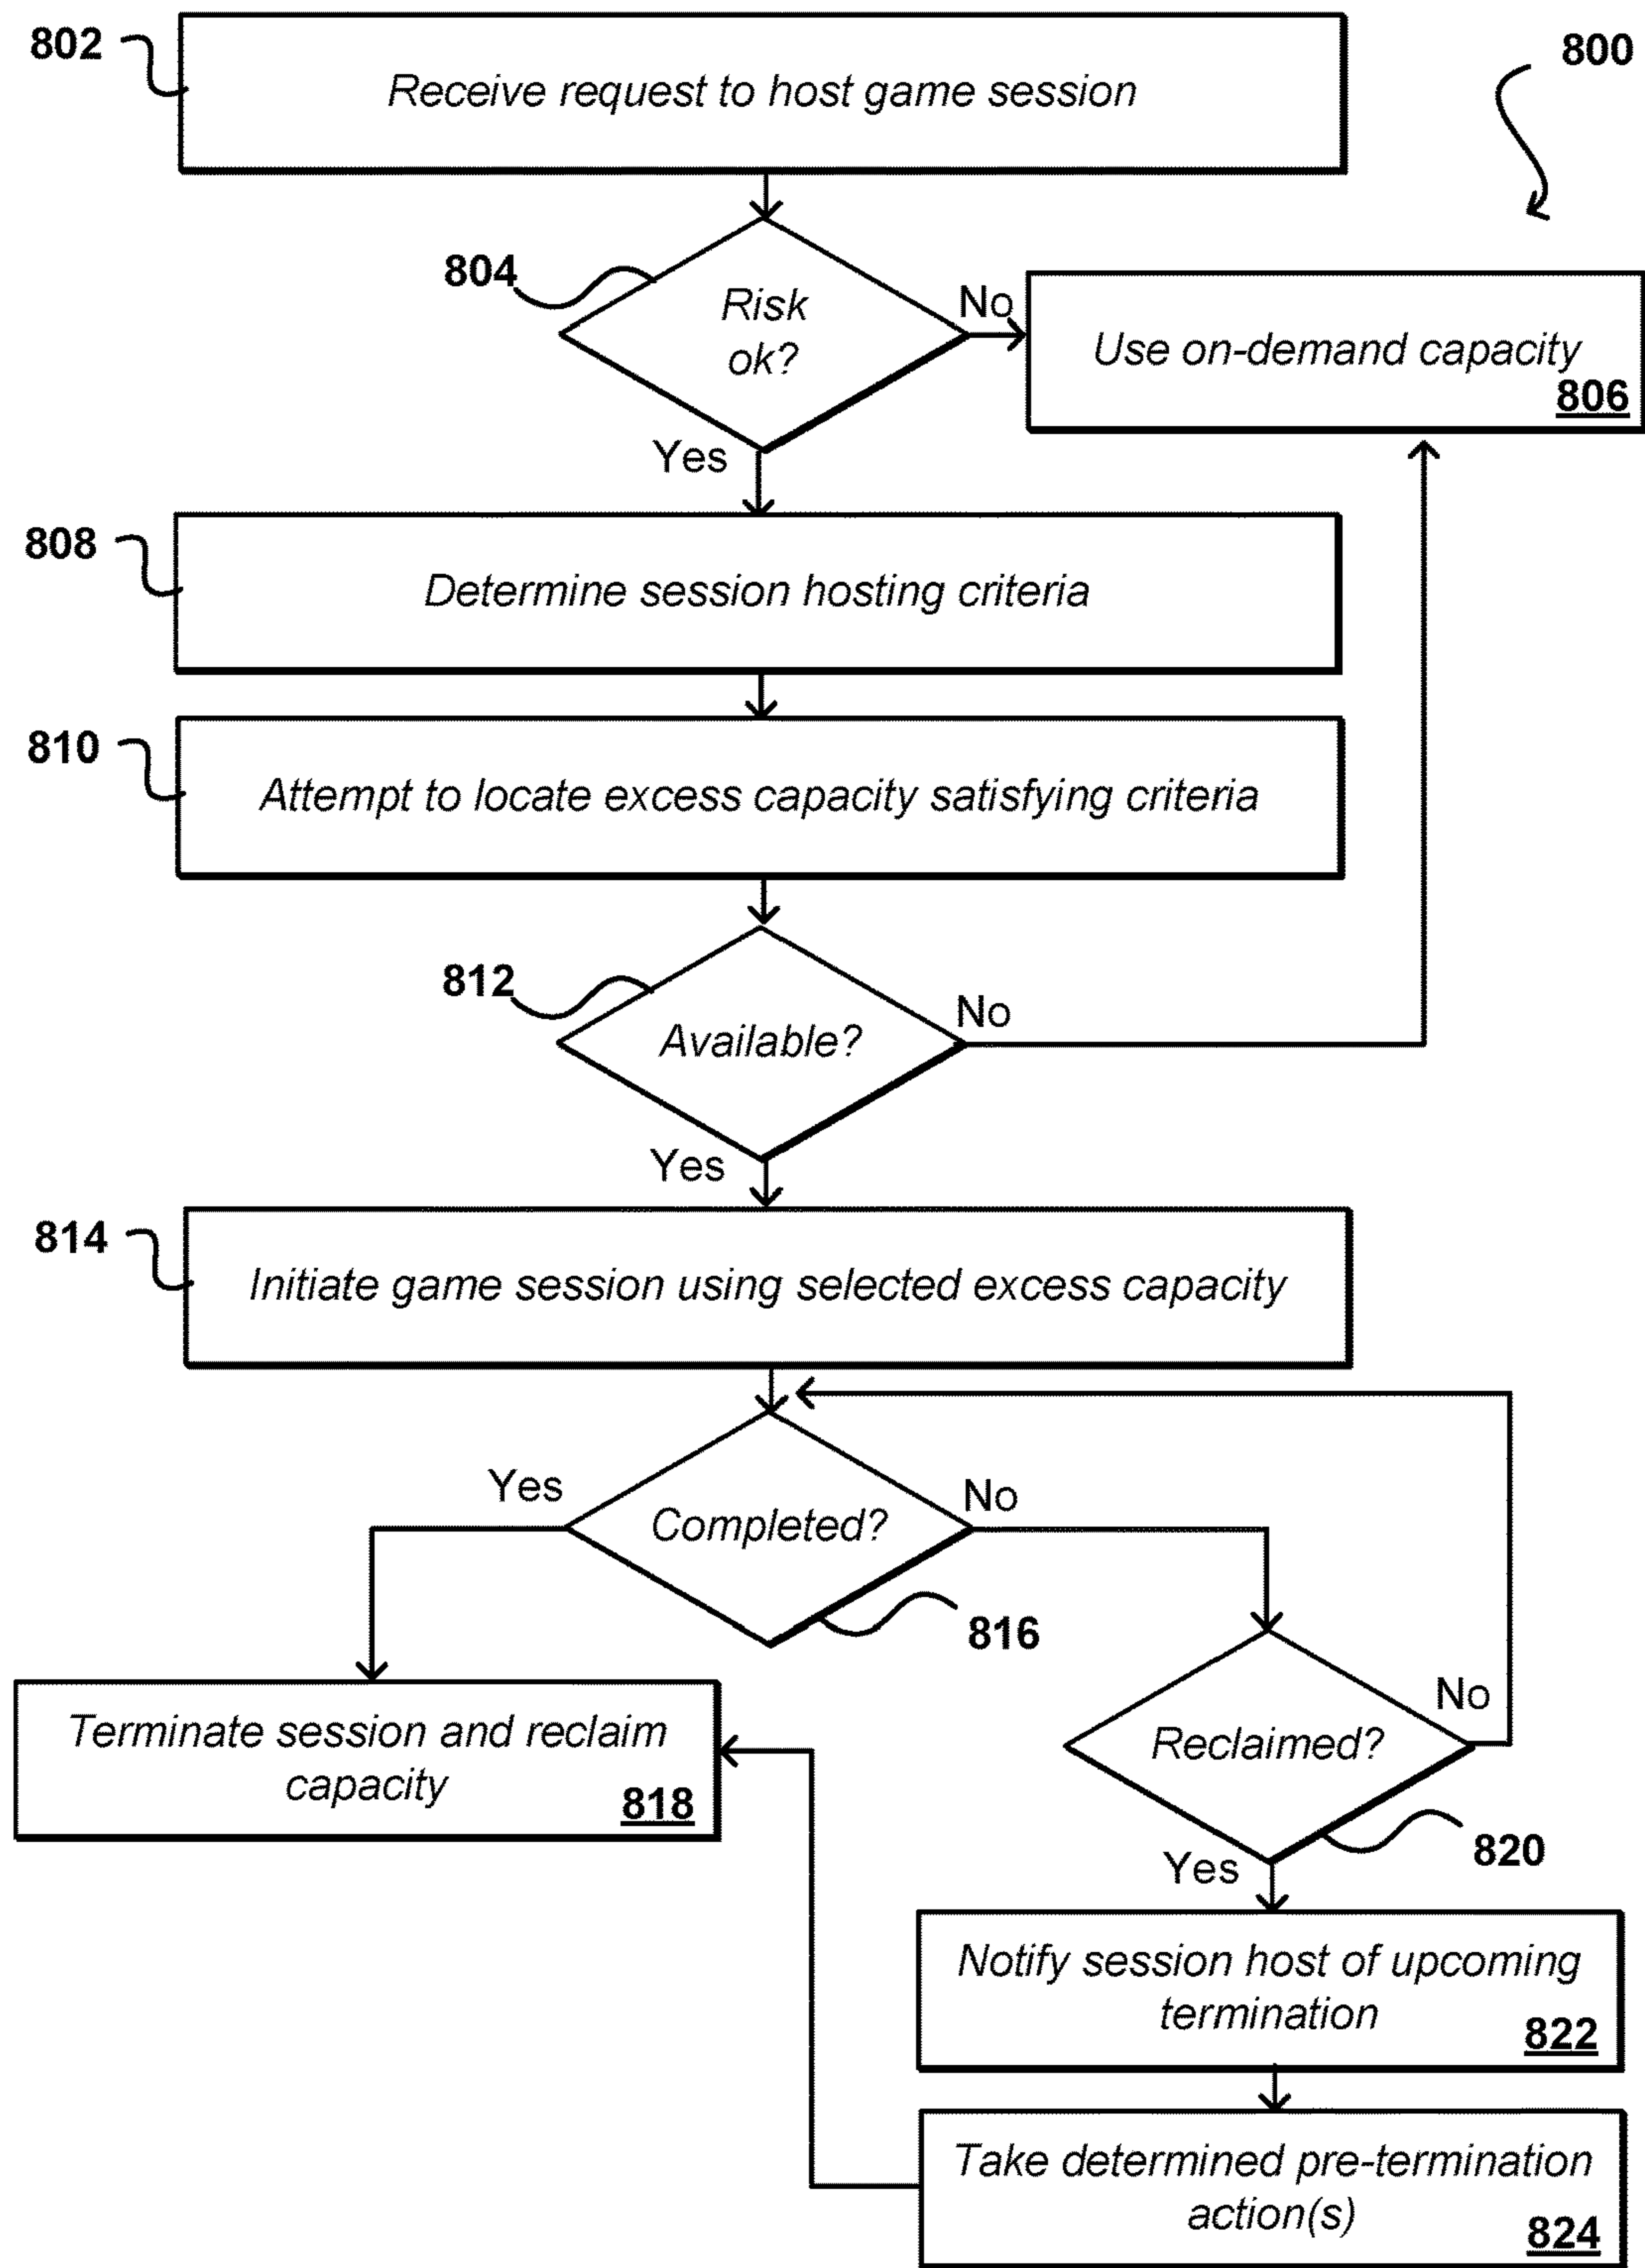 802
Receive request to host game session
800
804
Risk
ok?
No
Use on-demand capacity
806
Yes
808
Determine session hosting criteria
810
Attempt to locate excess capacity satisfying criteria
812
Available?
No
Yes
814
Initiate game session using selected excess capacity
Yes
Completed?
No
816
Terminate session and reclaim
capacity
818
Reclaimed?
No
820
Yes
Notify session host of upcoming
termination
822
Take determined pre-termination
action(s)
824